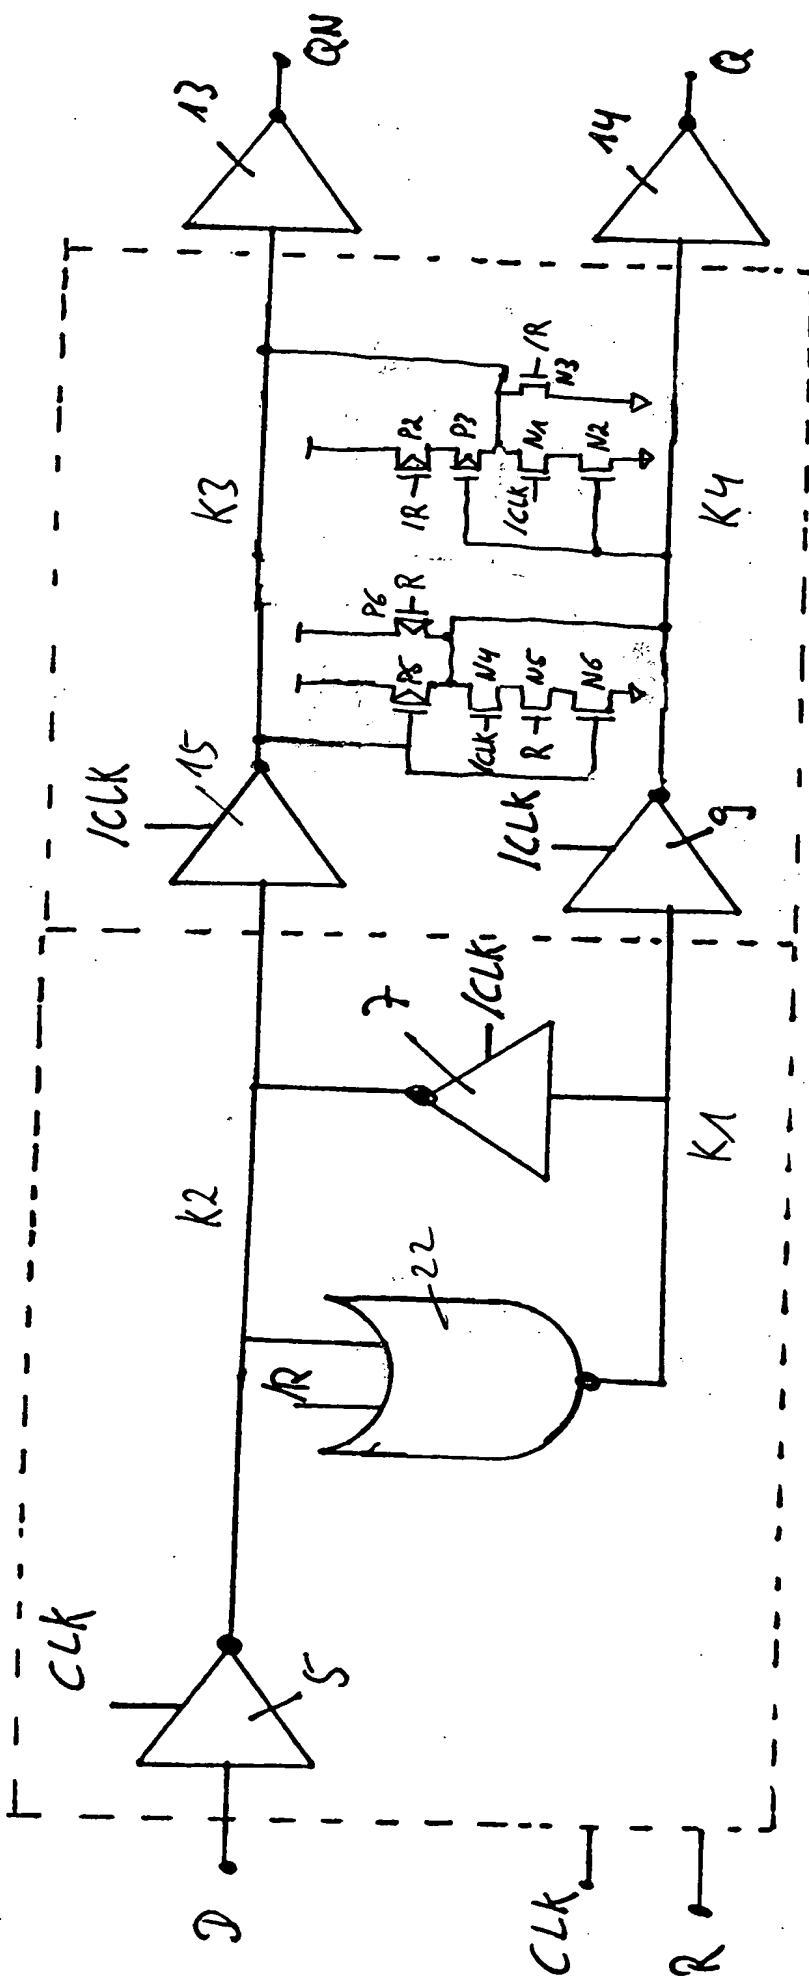 D
CLK
R
CLK
5
K2
/R
22
7
/CLK
K1
/CLK
15
/CLK
9
K3
P5
P6
R
N4
/CLK
N5
R
N6
/R
P2
P3
/CLK
N1
N2
N3
/R
K4
13
QN
14
Q